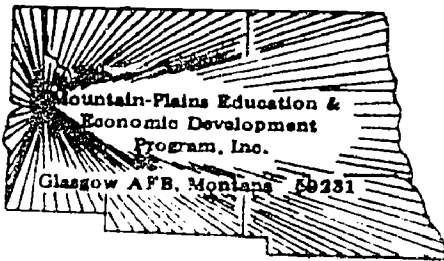 Mountain-Plains Education &
Economic Development
Program, Inc.
Glasgow AFB, Montana 59231